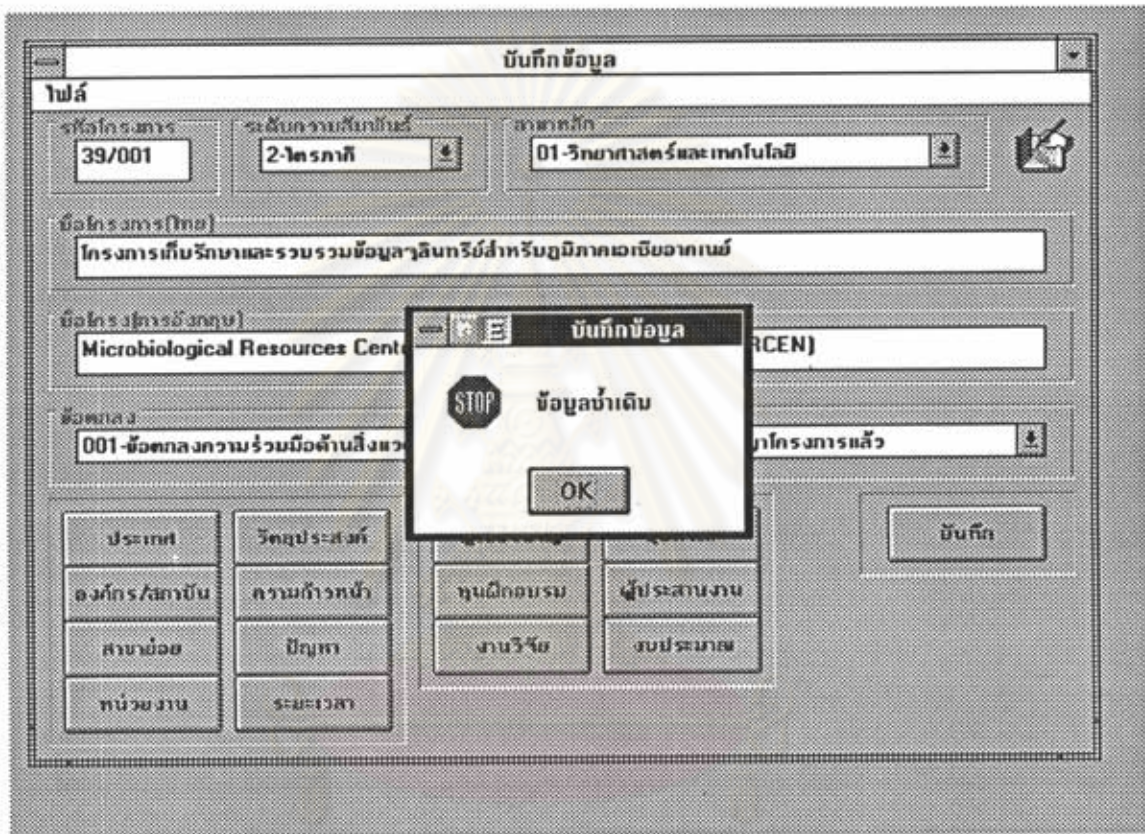 บันทึกข้อมูล
ไฟล์
รหัสโครงการ ระดับความสัมพันธ์ สาขาหลัก
39/001 2-ไตรภาคี 01-วิทยาศาสตร์และเทคโนโลยี
ชื่อโครงการ(ไทย)
โครงการเก็บรักษาและรวบรวมข้อมูลจุลินทรีย์สำหรับภูมิภาคเอเชียอาคเนย์
ชื่อโครง(การอังกฤษ)
Microbiological Resources RCEN)
บันทึกข้อมูล
STOP ข้อมูลซ้ำเดิม
OK
ข้อตกลง
001-ข้อตกลงความร่วมมือด้าน โครงการแล้ว
ประเทศ วัตถุประสงค์ บันทึก
องค์กร/สถาบัน ความก้าวหน้า ทุนฝึกอบรม ผู้ประสานงาน
สาขาย่อย ปัญหา งานวิจัย งบประมาณ
หน่วยงาน ระยะเวลา